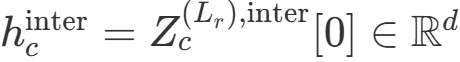 $h_c^{\text{inter}} = Z_c^{(L_r),\text{inter}}[0] \in \mathbb{R}^d$